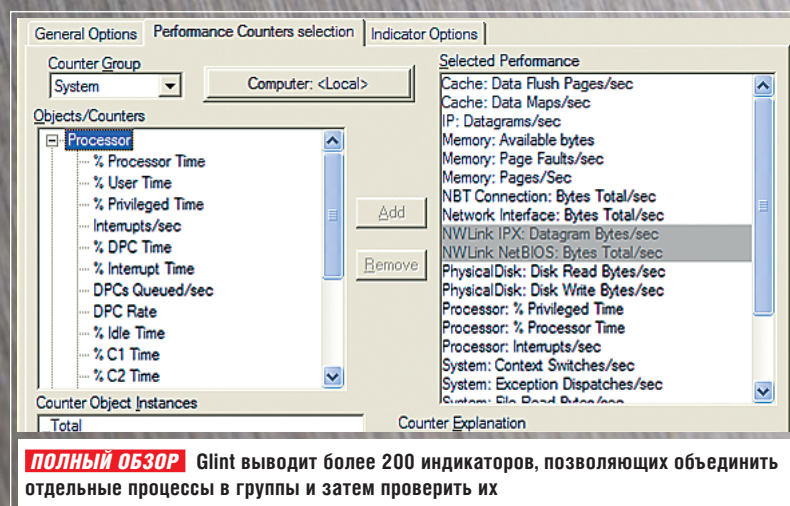 General Options
Performance Counters selection
Indicator Options
Counter Group
System
Computer: <Local>
Objects/Counters
Processor
% Processor Time
% User Time
% Privileged Time
Interrupts/sec
% DPC Time
% Interrupt Time
DPCs Queued/sec
DPC Rate
% Idle Time
% C1 Time
% C2 Time
Counter Object Instances
Total
Add
Remove
Selected Performance
Cache: Data Flush Pages/sec
Cache: Data Maps/sec
IP: Datagrams/sec
Memory: Available bytes
Memory: Page Faults/sec
Memory: Pages/Sec
NBT Connection: Bytes Total/sec
Network Interface: Bytes Total/sec
NWLink IPX: Datagram Bytes/sec
NWLink NetBIOS: Bytes Total/sec
PhysicalDisk: Disk Read Bytes/sec
PhysicalDisk: Disk Write Bytes/sec
Processor: % Privileged Time
Processor: % Processor Time
Processor: Interrupts/sec
System: Context Switches/sec
System: Exception Dispatches/sec
System: File Read Bytes/sec
Counter Explanation
ПОЛНЫЙ ОБЗОР Glint выводит более 200 индикаторов, позволяющих объединить
отдельные процессы в группы и затем проверить их